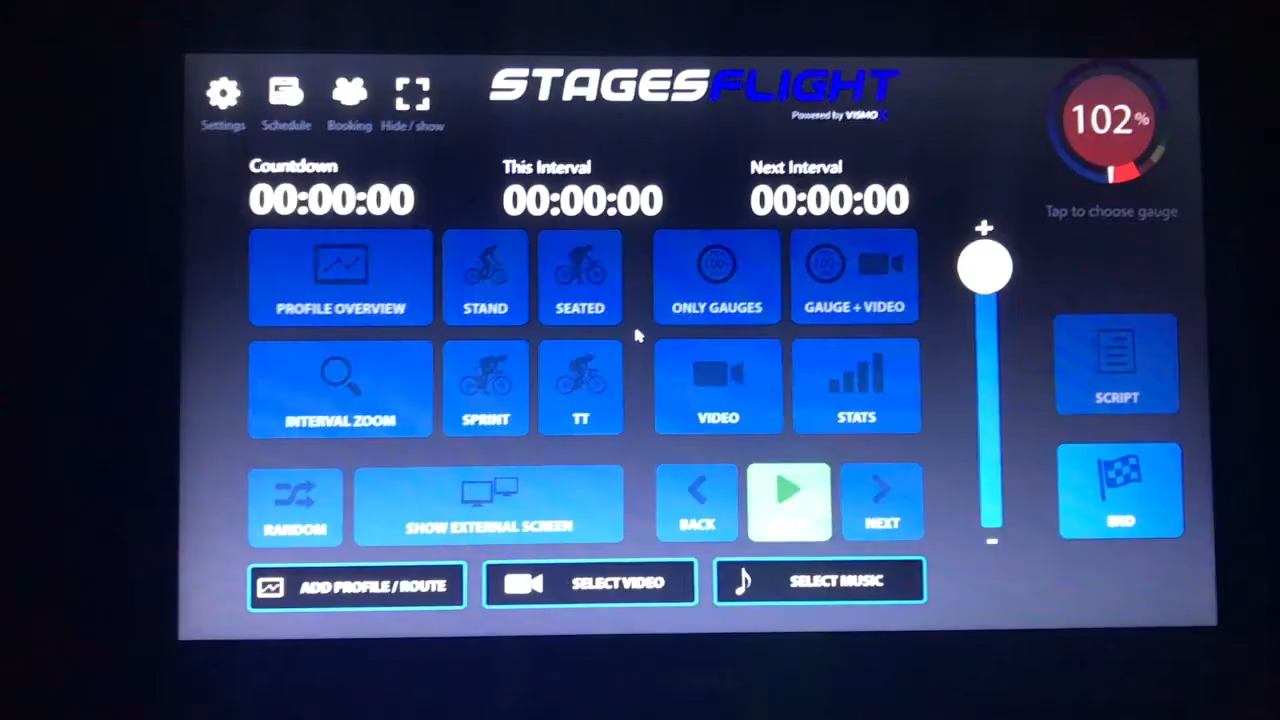 STAGESFLIGHT
Powered by VISMOX
Settings
Schedule
Booking
Hide / show
102%
Tap to choose gauge
Countdown
00:00:00
This Interval
00:00:00
Next Interval
00:00:00
PROFILE OVERVIEW
STAND
SEATED
ONLY GAUGES
GAUGE + VIDEO
INTERVAL ZOOM
SPRINT
TT
VIDEO
STATS
+
-
SCRIPT
RANDOM
SHOW EXTERNAL SCREEN
BACK
NEXT
END
ADD PROFILE / ROUTE
SELECT VIDEO
SELECT MUSIC